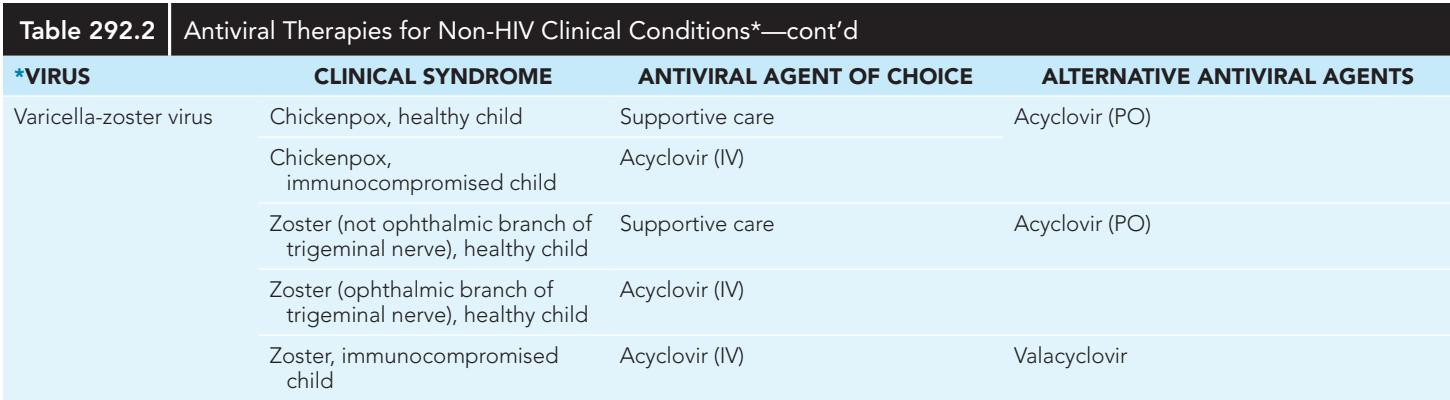 Table 292.2 Antiviral Therapies for Non-HIV Clinical Conditions*—cont'd
*VIRUS CLINICAL SYNDROME ANTIVIRAL AGENT OF CHOICE ALTERNATIVE ANTIVIRAL AGENTS
Varicella-zoster virus Chickenpox, healthy child Supportive care Acyclovir (PO)
Chickenpox, Acyclovir (IV)
immunocompromised child
Zoster (not ophthalmic branch of Supportive care Acyclovir (PO)
trigeminal nerve), healthy child
Zoster (ophthalmic branch of Acyclovir (IV)
trigeminal nerve), healthy child
Zoster, immunocompromised Acyclovir (IV) Valacyclovir
child